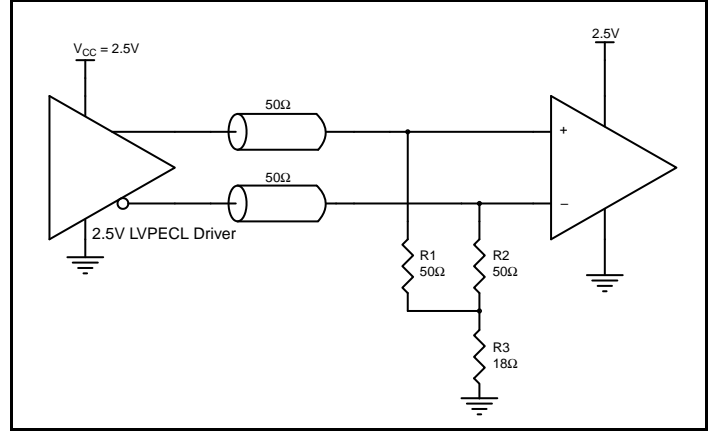 V_CC = 2.5V
2.5V
50Ω
+
50Ω
–
2.5V LVPECL Driver
R1
50Ω
R2
50Ω
R3
18Ω